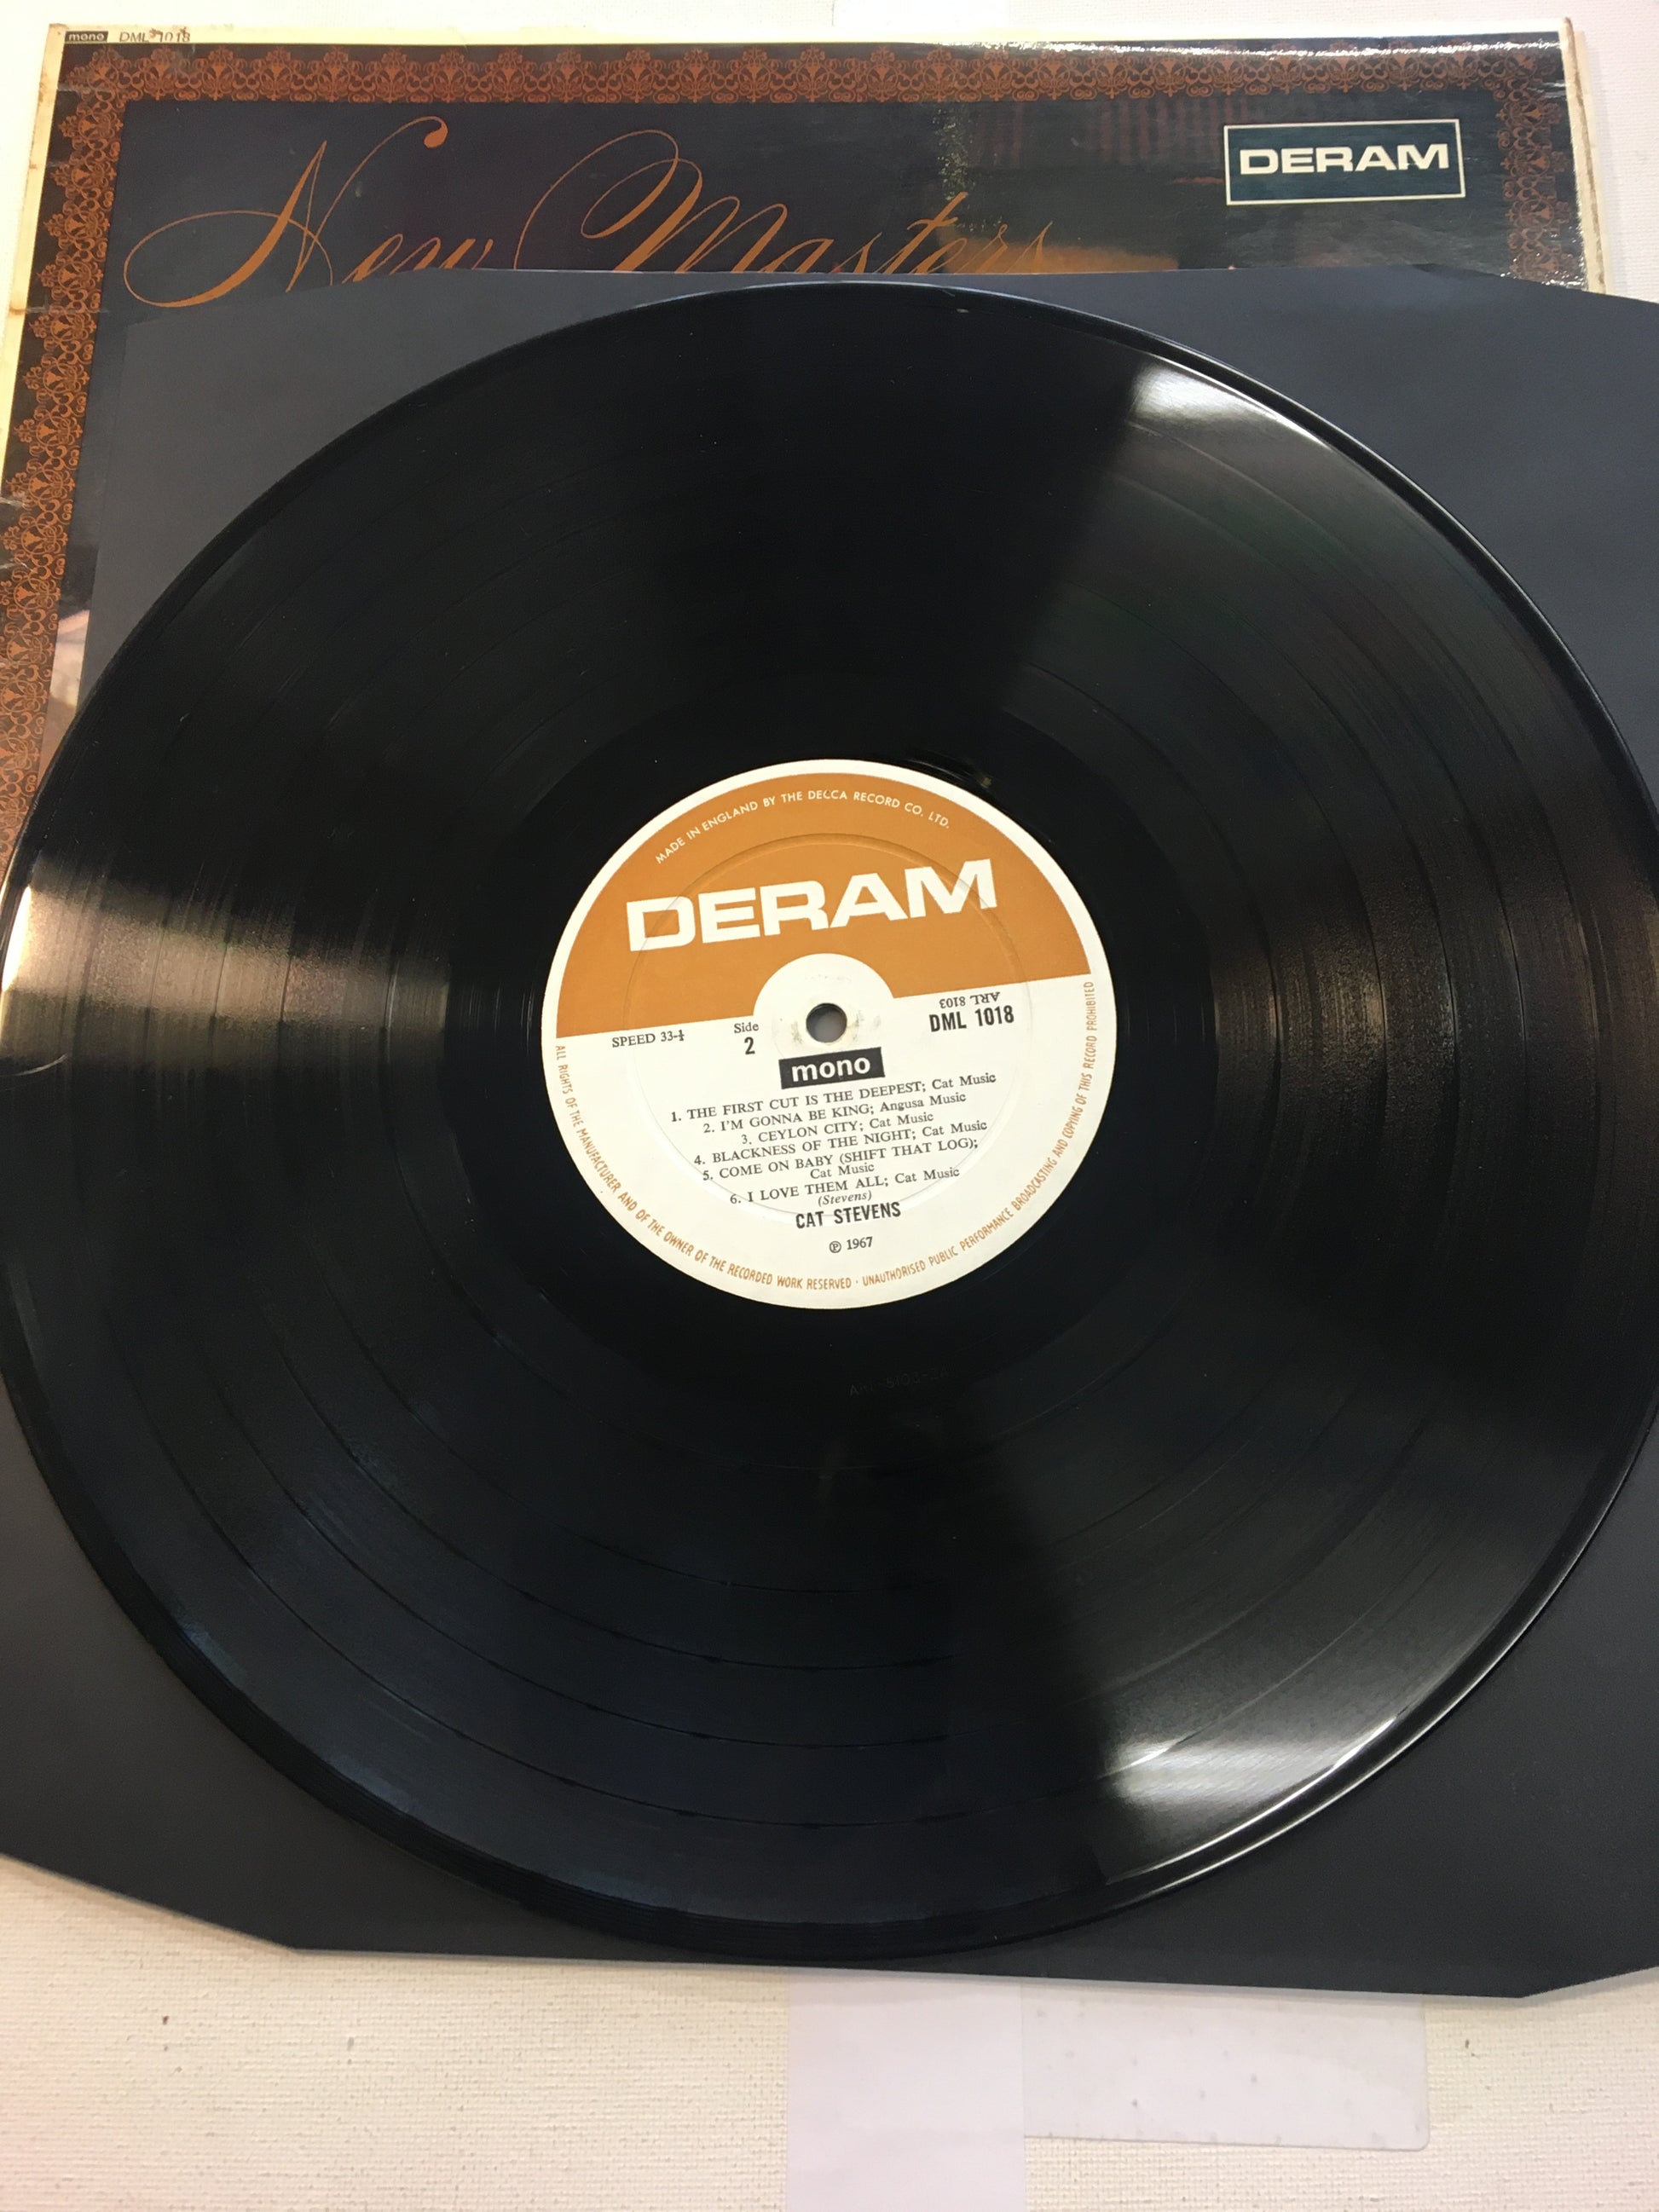 mono DML 1018
New Masters
DERAM
MADE IN ENGLAND BY THE DECCA RECORD CO. LTD.
DERAM
ARL 8103
SPEED 33-⅓
Side
2
DML 1018
mono
1. THE FIRST CUT IS THE DEEPEST; Cat Music
2. I'M GONNA BE KING; Angusa Music
3. CEYLON CITY; Cat Music
4. BLACKNESS OF THE NIGHT; Cat Music
5. COME ON BABY (SHIFT THAT LOG);
Cat Music
6. I LOVE THEM ALL; Cat Music
(Stevens)
CAT STEVENS
℗ 1967
ALL RIGHTS OF THE MANUFACTURER AND OF THE OWNER OF THE RECORDED WORK RESERVED · UNAUTHORISED PUBLIC PERFORMANCE BROADCASTING AND COPYING OF THIS RECORD PROHIBITED